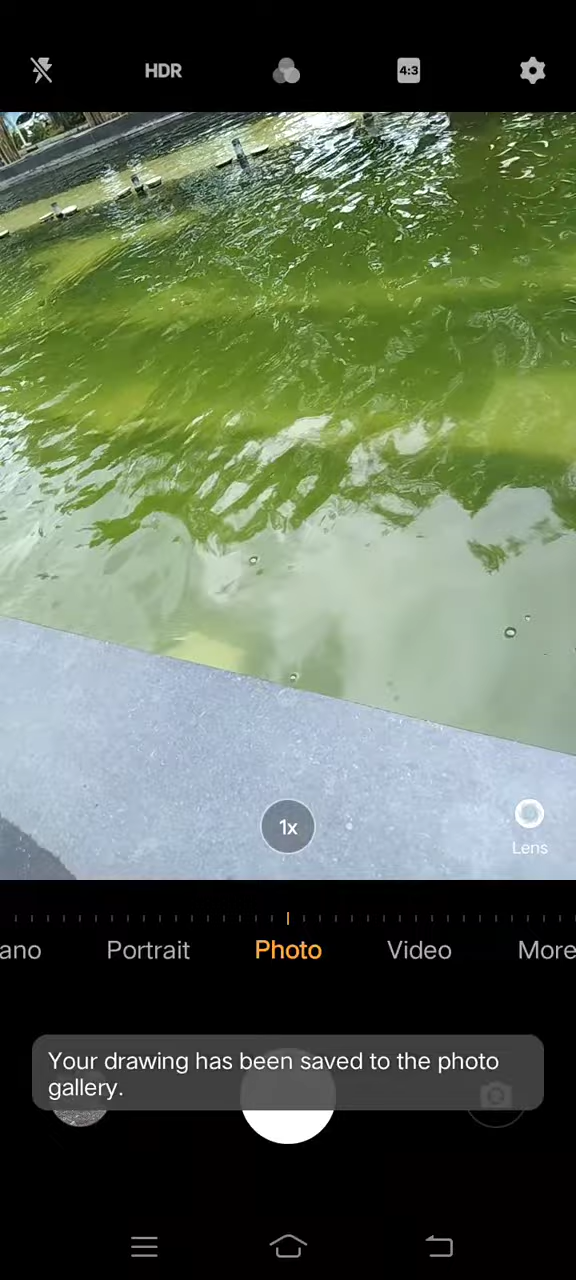 HDR
4:3
1x
Lens
ano Portrait Photo Video More
Your drawing has been saved to the photo
gallery.